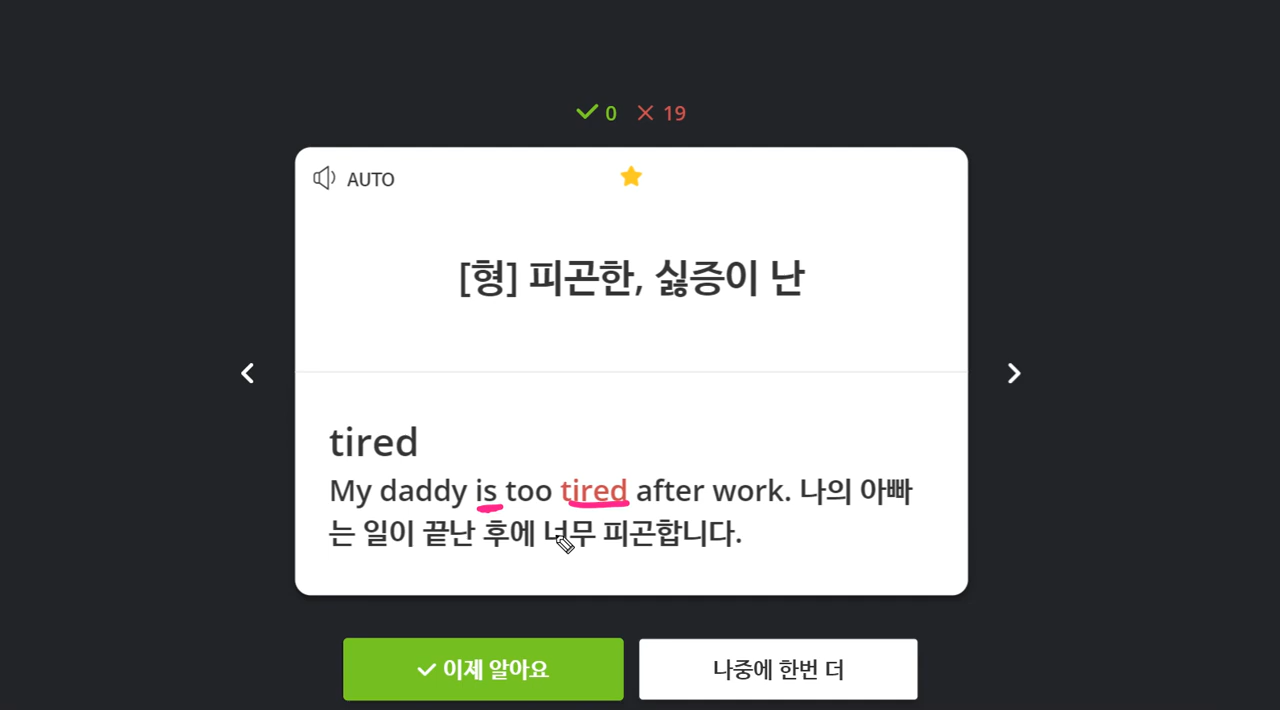 0 19
AUTO
[형] 피곤한, 싫증이 난
tired
My daddy is too tired after work. 나의 아빠
는 일이 끝난 후에 너무 피곤합니다.
이제 알아요 나중에 한번 더